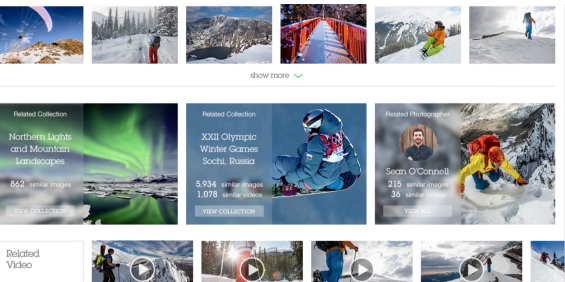 show more
Related Collection
Northern Lights
and Mountain
Landscapes
862 similar images
VIEW COLLECTION
Related Collection
XXII Olympic
Winter Games
Sochi, Russia
5,934 similar images
1,078 similar videos
VIEW COLLECTION
Related Photographer
Sean O'Connell
215 similar images
36 similar videos
VIEW ALL
Related
Video